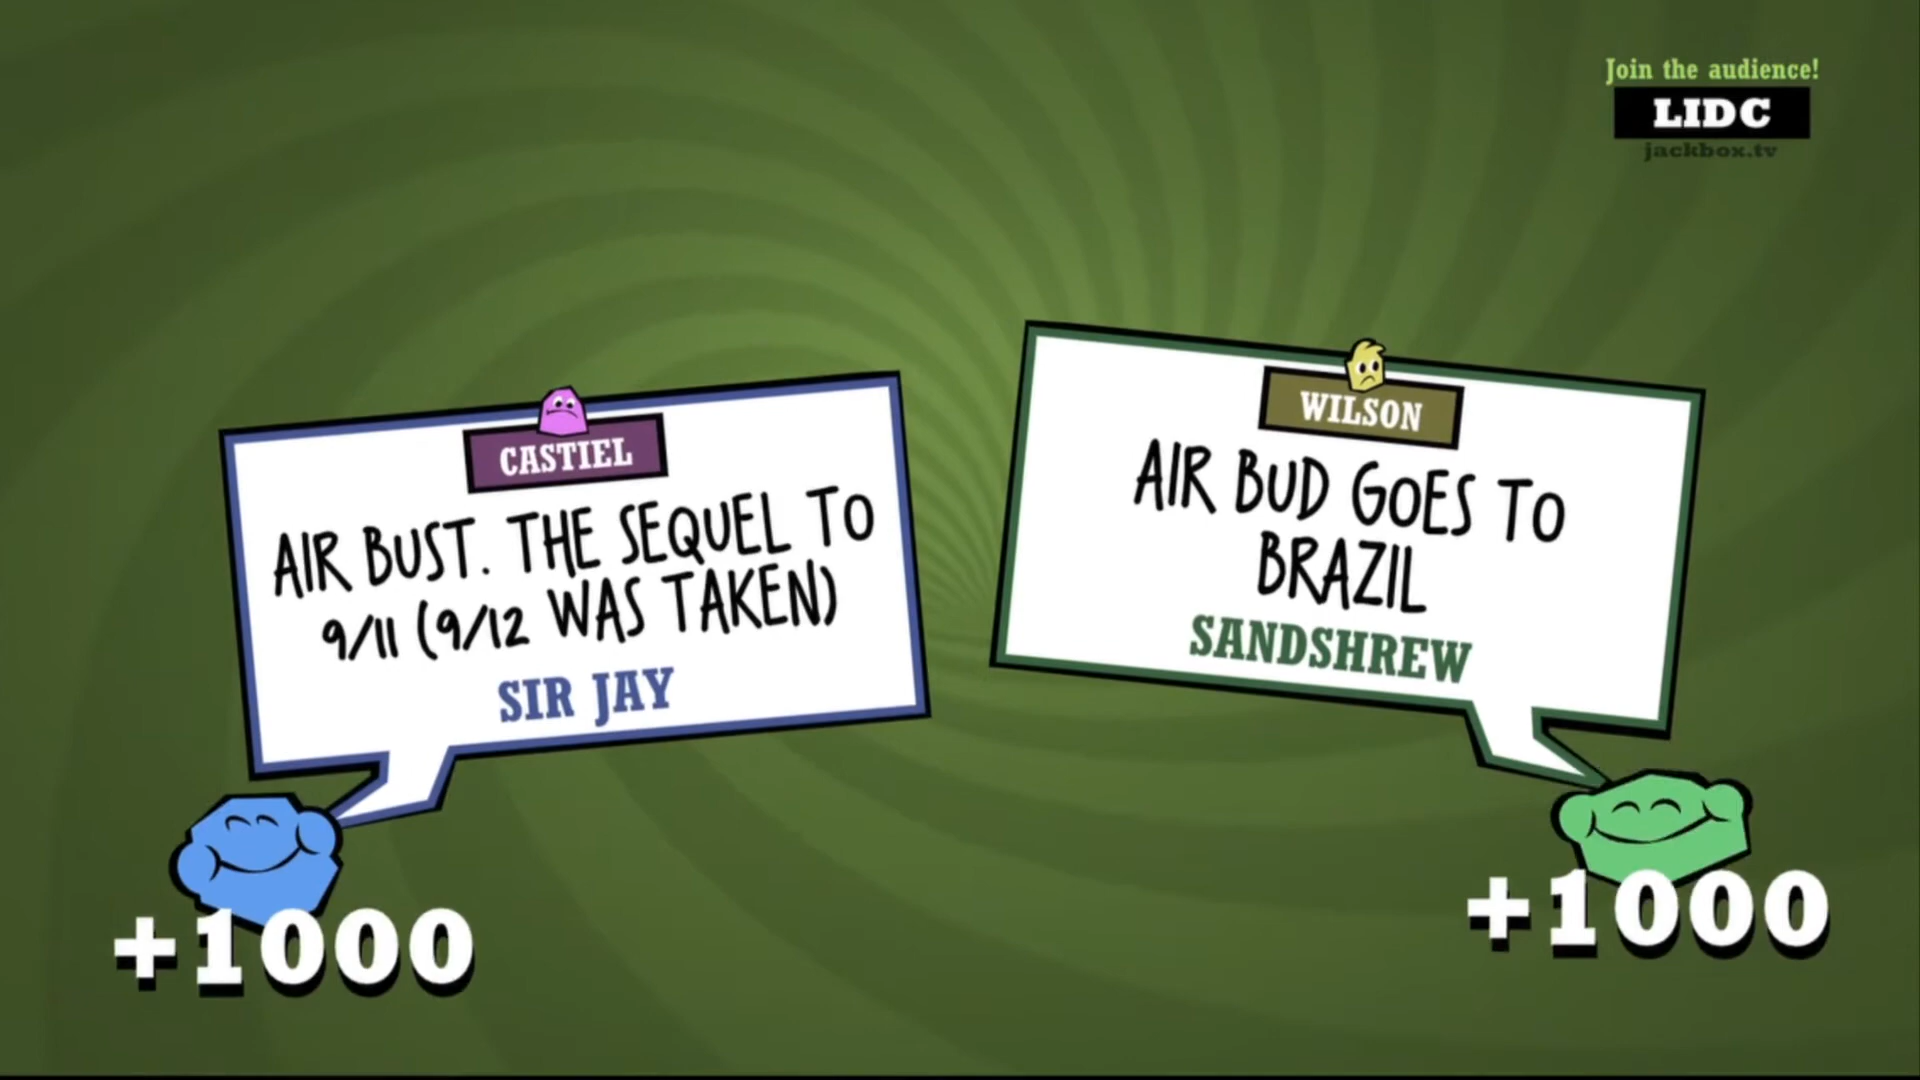 Join the audience!
LIDC
jackbox.tv
CASTIEL
AIR BUST. THE SEQUEL TO
9/11 (9/12 WAS TAKEN)
SIR JAY
+1000
WILSON
AIR BUD GOES TO
BRAZIL
SANDSHREW
+1000